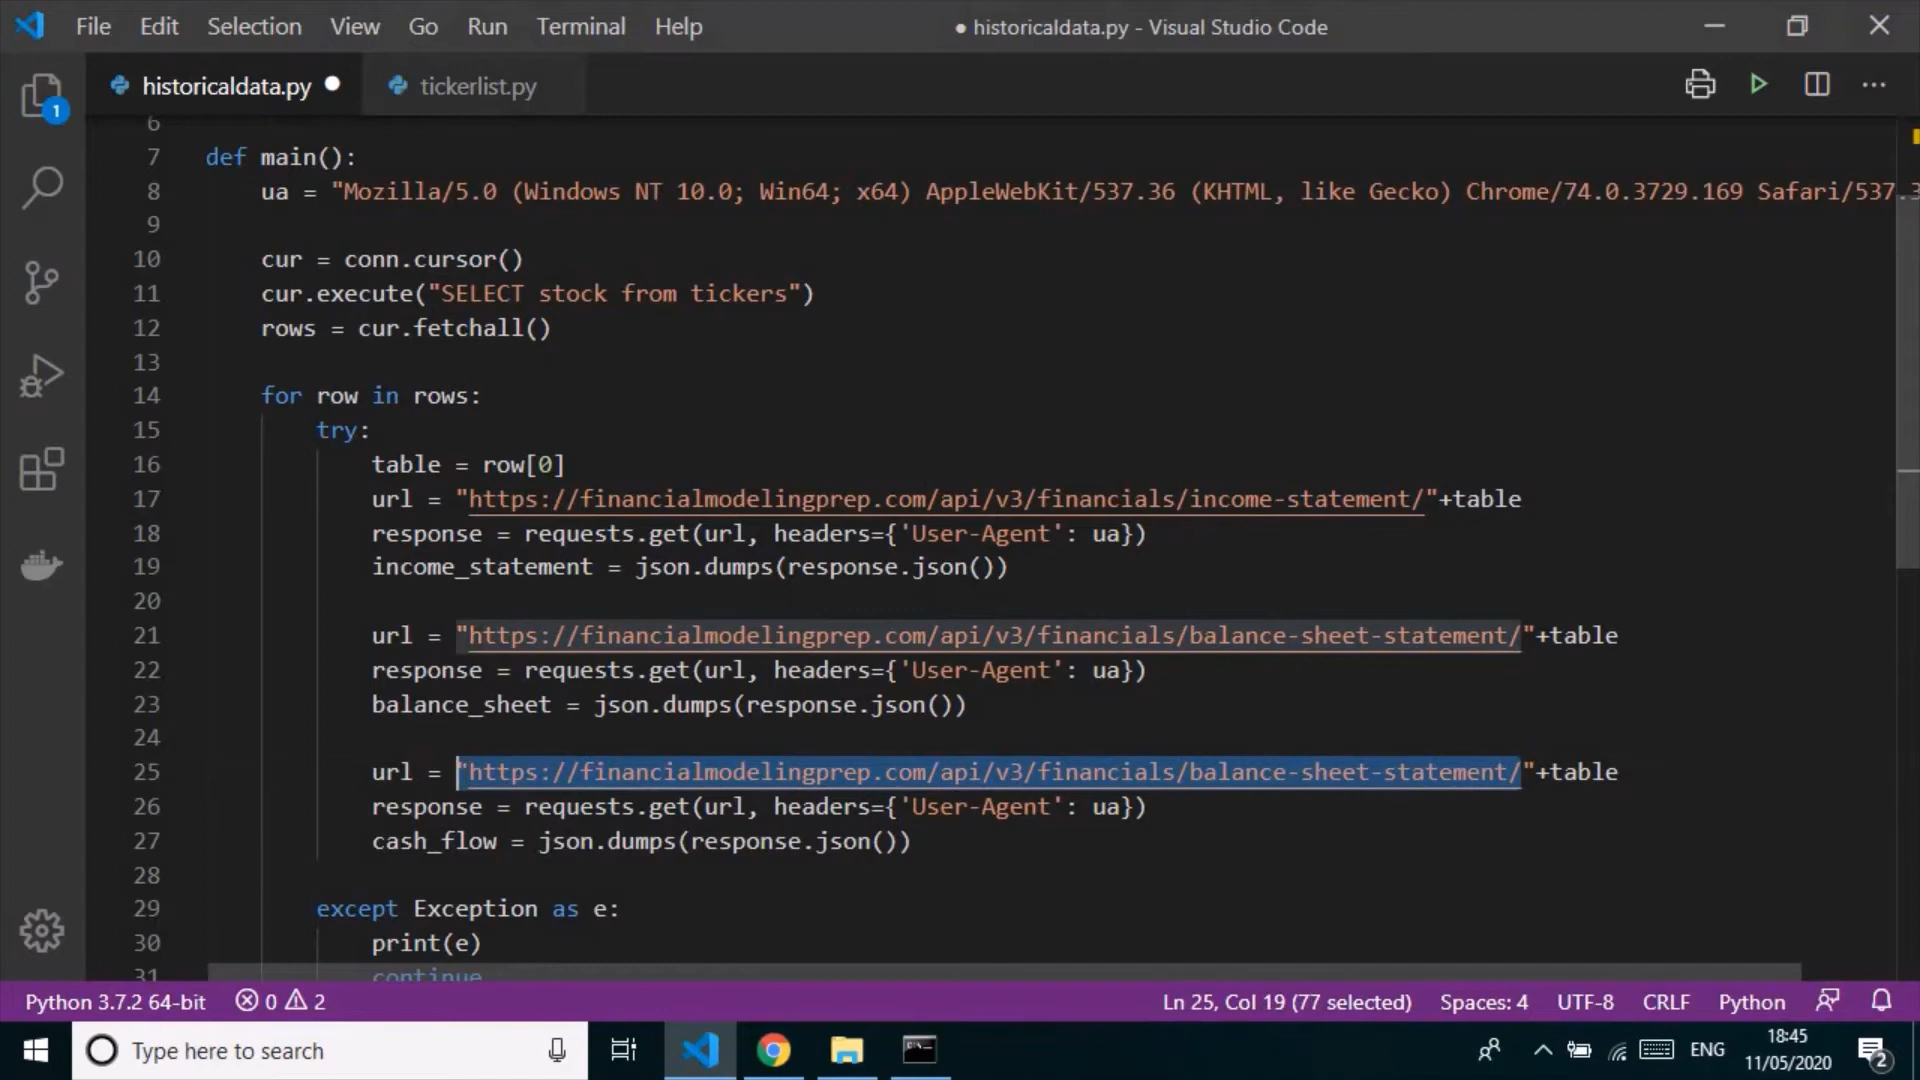 File Edit Selection View Go Run Terminal Help ● historicaldata.py - Visual Studio Code
historicaldata.py tickerlist.py
1
6
7 def main():
8 ua = "Mozilla/5.0 (Windows NT 10.0; Win64; x64) AppleWebKit/537.36 (KHTML, like Gecko) Chrome/74.0.3729.169 Safari/537.3
9
10 cur = conn.cursor()
11 cur.execute("SELECT stock from tickers")
12 rows = cur.fetchall()
13
14 for row in rows:
15 try:
16 table = row[0]
17 url = "https://financialmodelingprep.com/api/v3/financials/income-statement/"+table
18 response = requests.get(url, headers={'User-Agent': ua})
19 income_statement = json.dumps(response.json())
20
21 url = "https://financialmodelingprep.com/api/v3/financials/balance-sheet-statement/"+table
22 response = requests.get(url, headers={'User-Agent': ua})
23 balance_sheet = json.dumps(response.json())
24
25 url = "https://financialmodelingprep.com/api/v3/financials/balance-sheet-statement/"+table
26 response = requests.get(url, headers={'User-Agent': ua})
27 cash_flow = json.dumps(response.json())
28
29 except Exception as e:
30 print(e)
31 continue
Python 3.7.2 64-bit 0 2 Ln 25, Col 19 (77 selected) Spaces: 4 UTF-8 CRLF Python
Type here to search ENG 18:45
11/05/2020 2